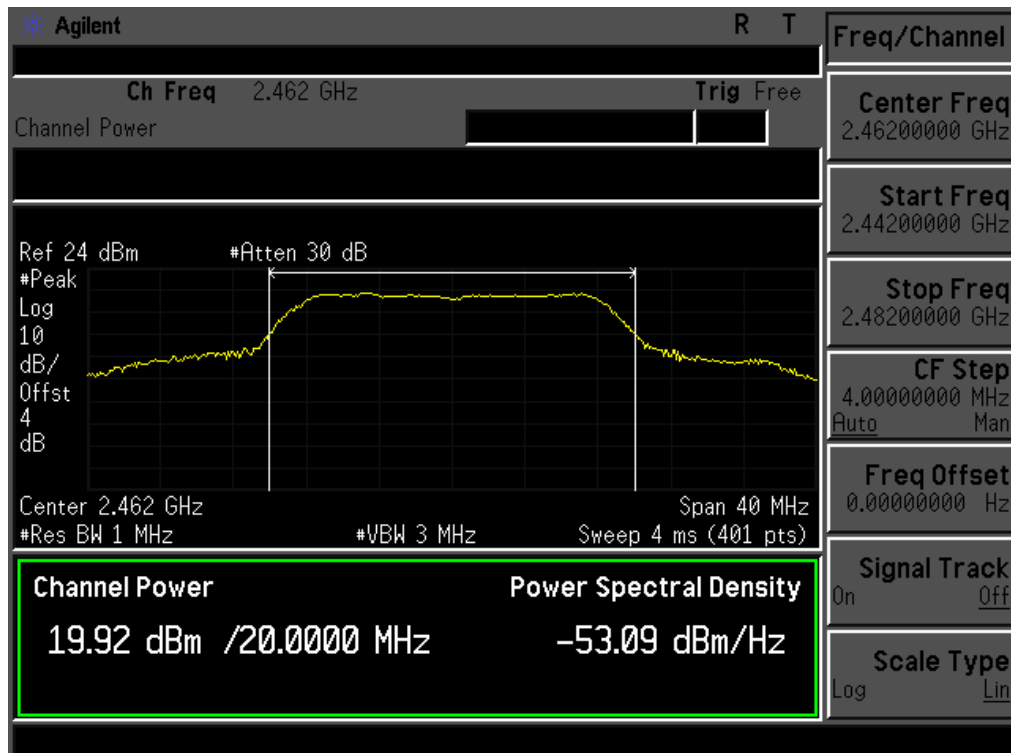 Agilent R T
Ch Freq 2.462 GHz Trig Free
Channel Power
Ref 24 dBm #Atten 30 dB
#Peak
Log
10
dB/
Offst
4
dB
Center 2.462 GHz Span 40 MHz
#Res BW 1 MHz #VBW 3 MHz Sweep 4 ms (401 pts)
Channel Power Power Spectral Density
19.92 dBm /20.0000 MHz -53.09 dBm/Hz
Freq/Channel
Center Freq
2.46200000 GHz
Start Freq
2.44200000 GHz
Stop Freq
2.48200000 GHz
CF Step
4.00000000 MHz
Auto Man
Freq Offset
0.00000000 Hz
Signal Track
On Off
Scale Type
Log Lin